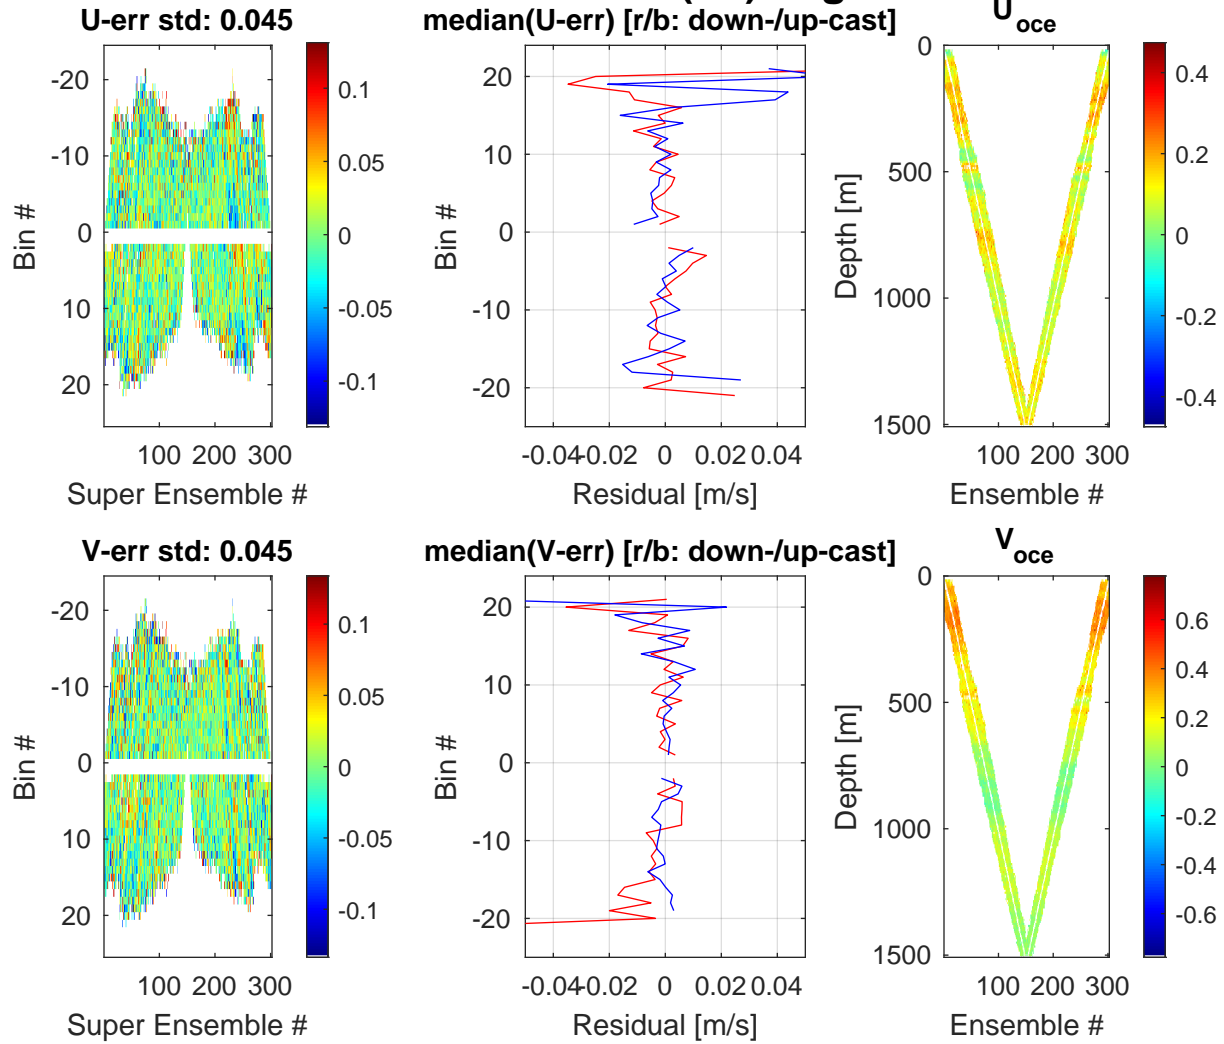 U-err std: 0.045
median(U-err) [r/b: down-/up-cast]
U oce
-20
-10
0
10
20
Bin #
100 200 300
Super Ensemble #
0.1
0.05
0
-0.05
-0.1
20
10
0
-10
-20
Bin #
-0.04 -0.02 0 0.02 0.04
Residual [m/s]
0
500
1000
1500
Depth [m]
100 200 300
Ensemble #
0.4
0.2
0
-0.2
-0.4
V-err std: 0.045
median(V-err) [r/b: down-/up-cast]
V oce
-20
-10
0
10
20
Bin #
100 200 300
Super Ensemble #
0.1
0.05
0
-0.05
-0.1
20
10
0
-10
-20
Bin #
-0.04 -0.02 0 0.02 0.04
Residual [m/s]
0
500
1000
1500
Depth [m]
100 200 300
Ensemble #
0.6
0.4
0.2
0
-0.2
-0.4
-0.6